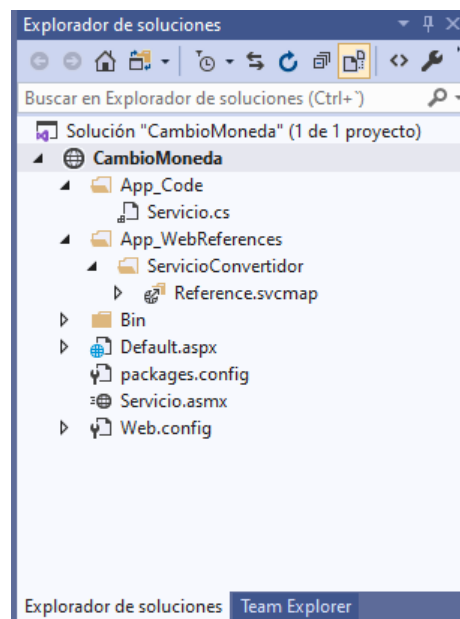 Explorador de soluciones
Buscar en Explorador de soluciones (Ctrl+`)
Solución "CambioMoneda" (1 de 1 proyecto)
CambioMoneda
App_Code
Servicio.cs
App_WebReferences
ServicioConvertidor
Reference.svcmap
Bin
Default.aspx
packages.config
Servicio.asmx
Web.config
Explorador de soluciones Team Explorer